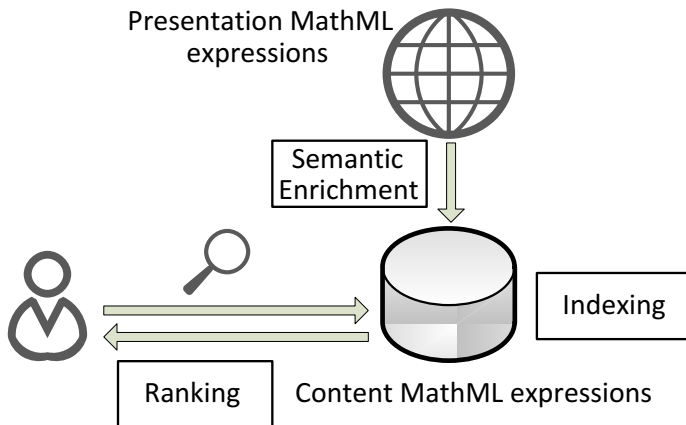 Presentation MathML
expressions
Semantic
Enrichment
Indexing
Ranking
Content MathML expressions